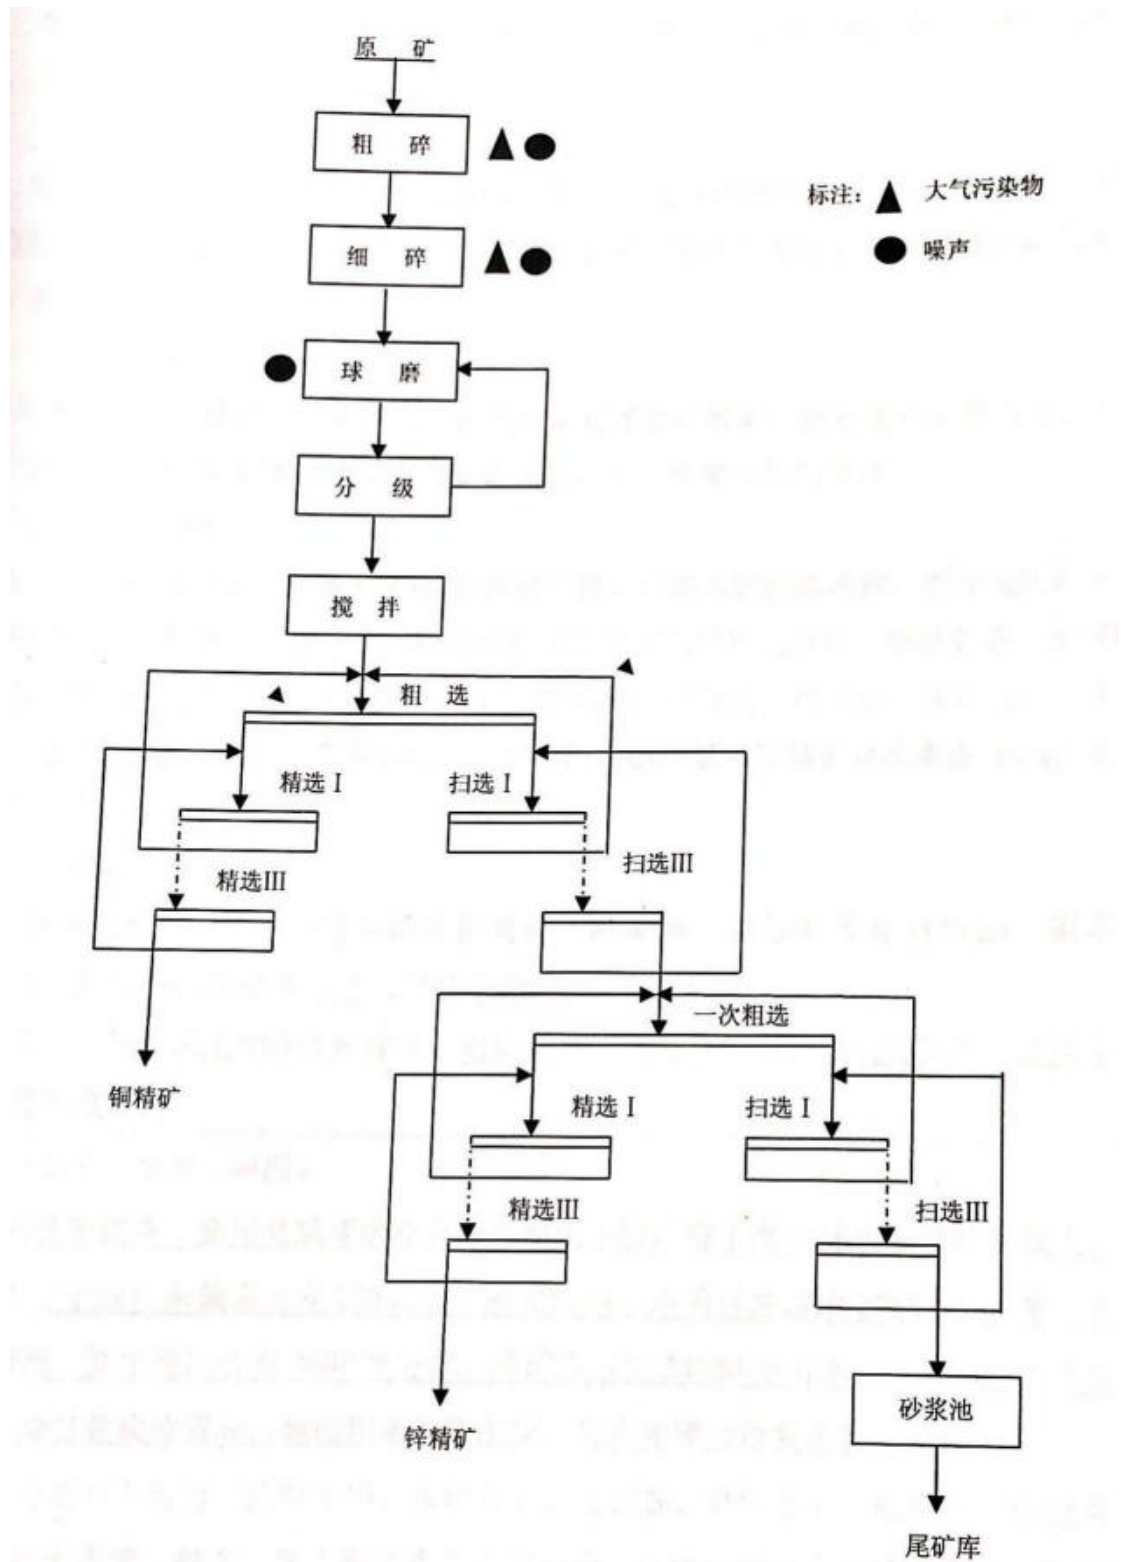 原 矿
粗 碎
标注： 大气污染物
细 碎
噪声
球 磨
分 级
搅 拌
粗 选
精选Ⅰ
扫选Ⅰ
扫选III
精选III
一次粗选
铜精矿
精选Ⅰ
扫选Ⅰ
精选III
扫选III
砂浆池
锌精矿
尾矿库